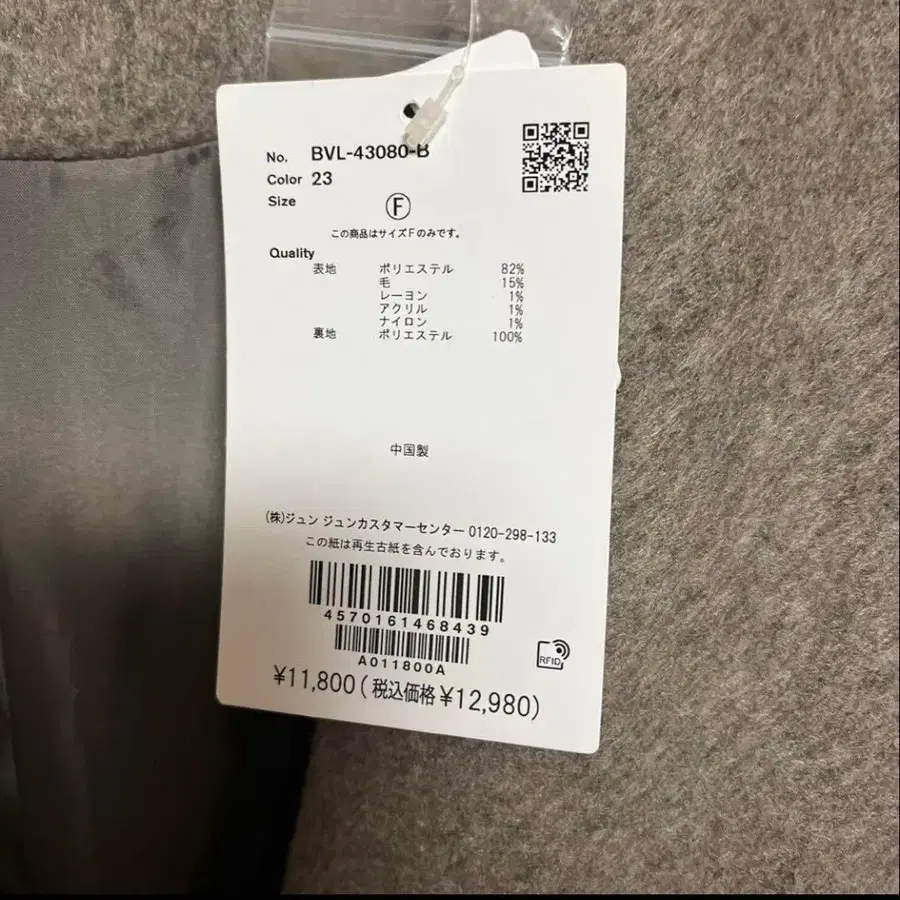 No. BVL-43080-B
Color 23
Size
Ⓕ
この商品はサイズFのみです。
Quality
表地 ポリエステル 82%
毛 15%
レーヨン 1%
アクリル 1%
ナイロン 1%
裏地 ポリエステル 100%
中国製
(株)ジュン ジュンカスタマーセンター 0120-298-133
この紙は再生古紙を含んでおります。
4570161468439
A011800A
RFID
¥11,800(税込価格¥12,980)